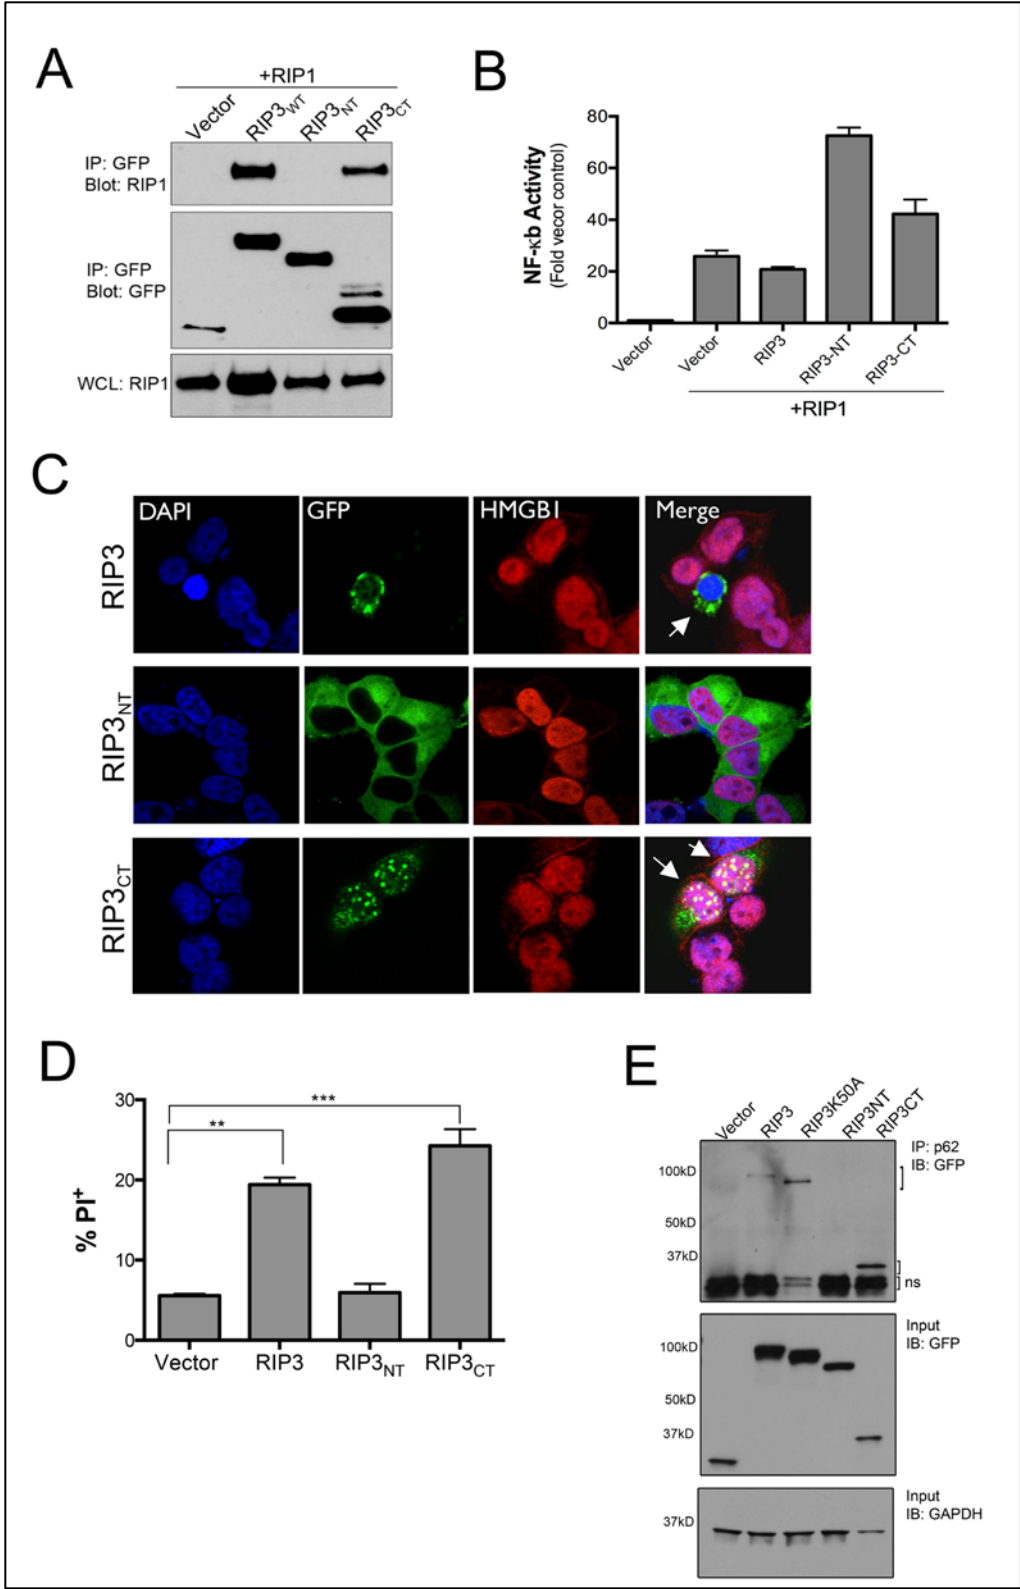 A
+RIP1
Vector
RIP3WT
RIP3NT
RIP3CT
IP: GFP
Blot: RIP1
IP: GFP
Blot: GFP
WCL: RIP1
B
NF-κb Activity
(Fold vecor control)
80
60
40
20
0
Vector
Vector
RIP3
RIP3-NT
RIP3-CT
+RIP1
C
DAPI
GFP
HMGB1
Merge
RIP3
RIP3NT
RIP3CT
D
% PI+
30
20
10
0
**
***
Vector
RIP3
RIP3NT
RIP3CT
E
Vector
RIP3
RIP3K50A
RIP3NT
RIP3CT
IP: p62
IB: GFP
100kD
50kD
37kD
ns
Input
IB: GFP
100kD
50kD
37kD
Input
IB: GAPDH
37kD